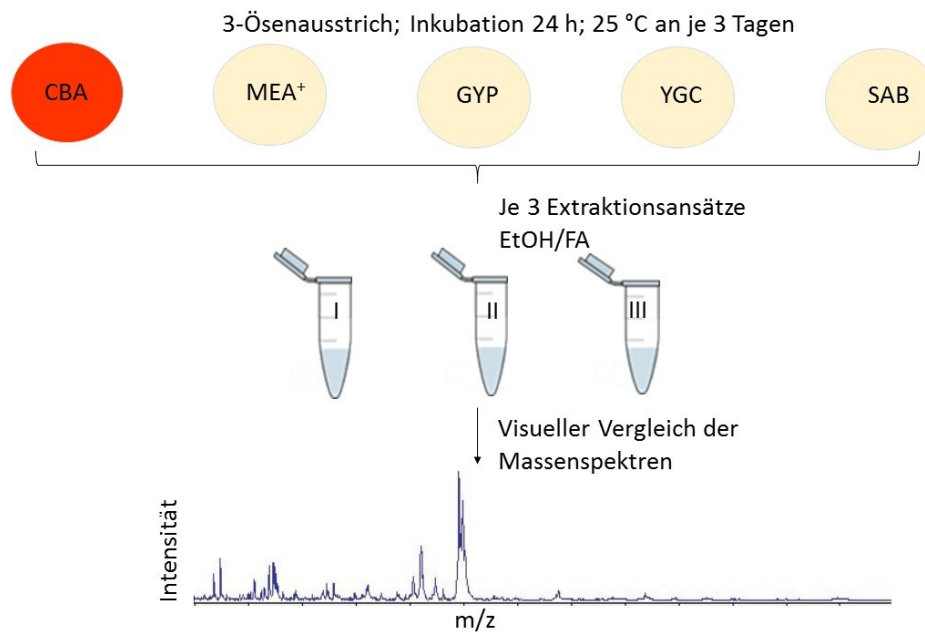 3-Ösenausstrich; Inkubation 24 h; 25 °C an je 3 Tagen
CBA
MEA⁺
GYP
YGC
SAB
Je 3 Extraktionsansätze
EtOH/FA
I
II
III
Visueller Vergleich der
Massenspektren
Intensität
m/z